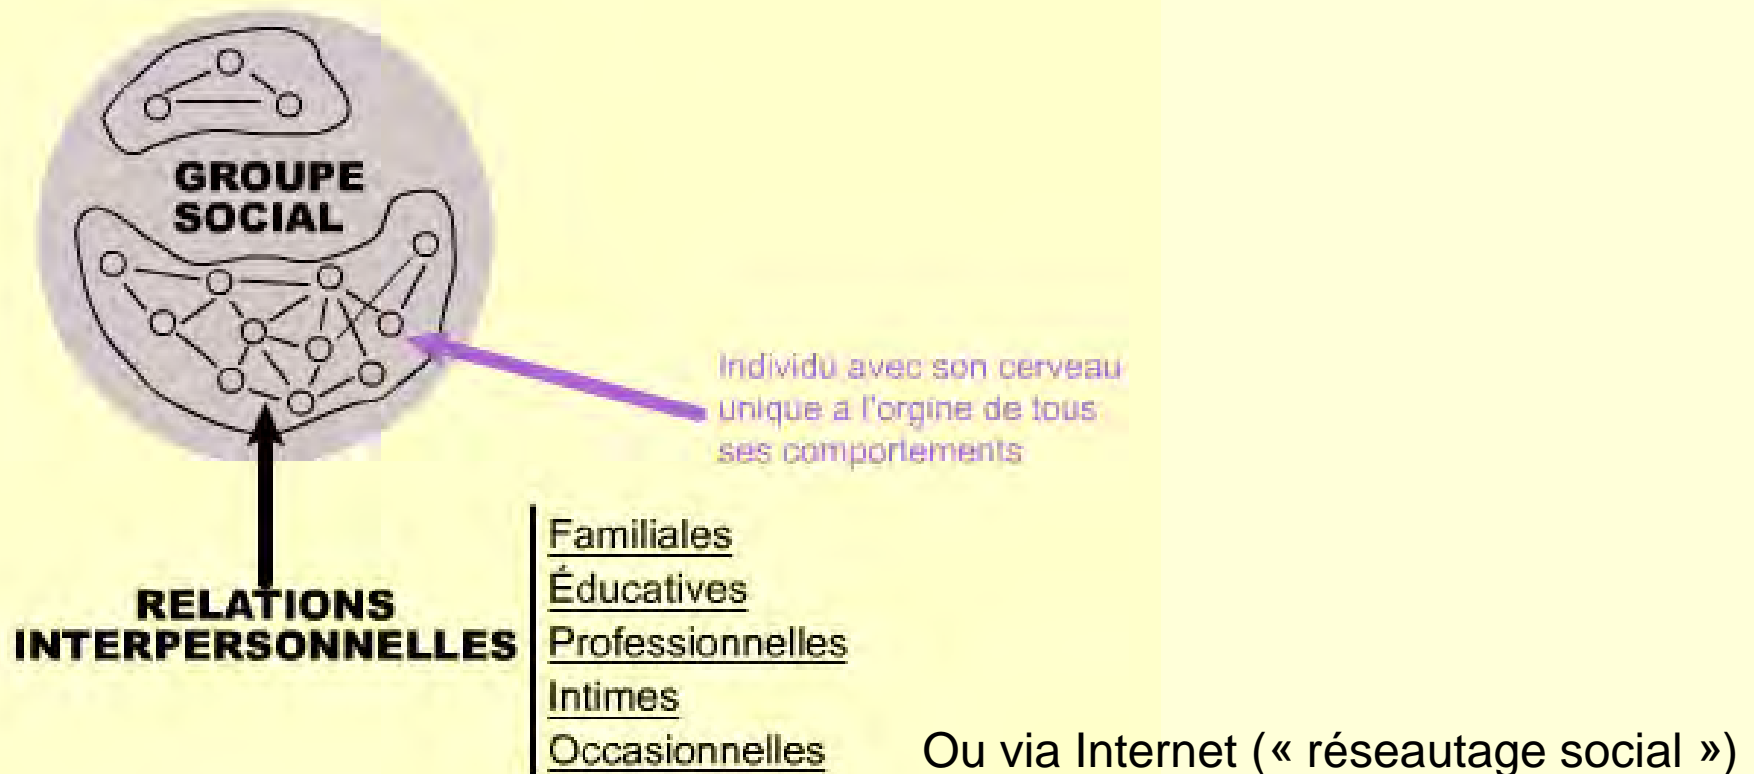 GROUPE
SOCIAL
Individu avec son cerveau
unique a l'orgine de tous
ses comportements
RELATIONS
INTERPERSONNELLES
Familiales
Éducatives
Professionnelles
Intimes
Occasionnelles
Ou via Internet (« réseautage social »)